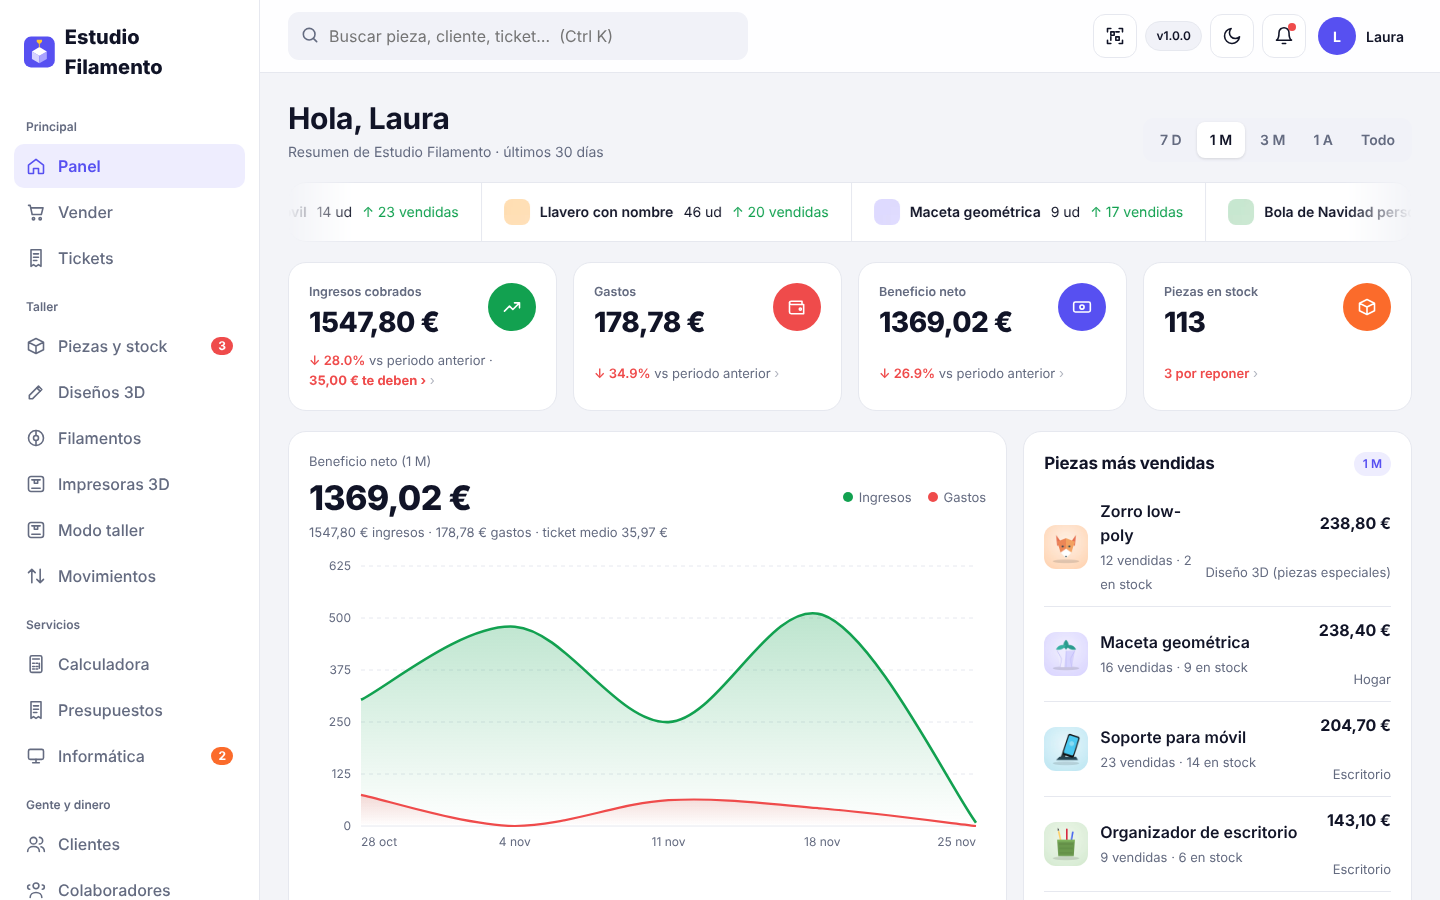 Estudio
Filamento
Principal
Panel
Vender
Tickets
Taller
Piezas y stock 3
Diseños 3D
Filamentos
Impresoras 3D
Modo taller
Movimientos
Servicios
Calculadora
Presupuestos
Informática 2
Gente y dinero
Clientes
Colaboradores
Buscar pieza, cliente, ticket... (Ctrl K)
v1.0.0
L Laura
Hola, Laura
Resumen de Estudio Filamento · últimos 30 días
7 D 1 M 3 M 1 A Todo
14 ud ↑ 23 vendidas
Llavero con nombre 46 ud ↑ 20 vendidas
Maceta geométrica 9 ud ↑ 17 vendidas
Bola de Navidad
Ingresos cobrados
1547,80 €
↓ 28.0% vs periodo anterior ·
35,00 € te deben › ›
Gastos
178,78 €
↓ 34.9% vs periodo anterior ›
Beneficio neto
1369,02 €
↓ 26.9% vs periodo anterior ›
Piezas en stock
113
3 por reponer ›
Beneficio neto (1 M)
1369,02 €
Ingresos Gastos
1547,80 € ingresos · 178,78 € gastos · ticket medio 35,97 €
625
500
375
250
125
0
28 oct 4 nov 11 nov 18 nov 25 nov
Piezas más vendidas 1 M
Zorro low-
poly
238,80 €
12 vendidas · 2
en stock
Diseño 3D (piezas especiales)
Maceta geométrica
238,40 €
16 vendidas · 9 en stock
Hogar
Soporte para móvil
204,70 €
23 vendidas · 14 en stock
Escritorio
Organizador de escritorio
143,10 €
9 vendidas · 6 en stock
Escritorio